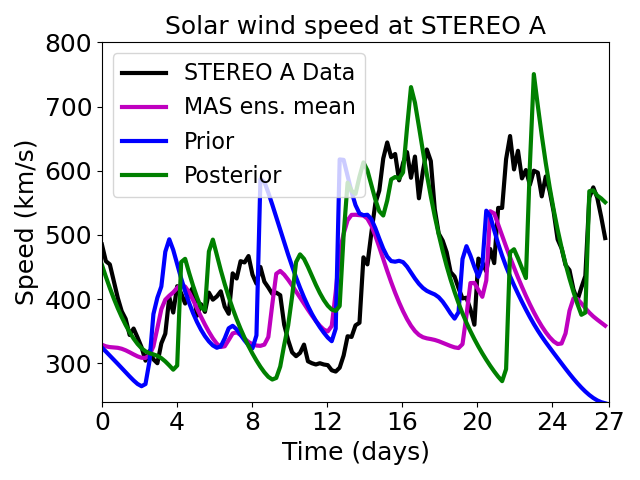 Solar wind speed at STEREO A
800
700
600
500
400
300
Speed (km/s)
STEREO A Data
MAS ens. mean
Prior
Posterior
0 4 8 12 16 20 24 27
Time (days)